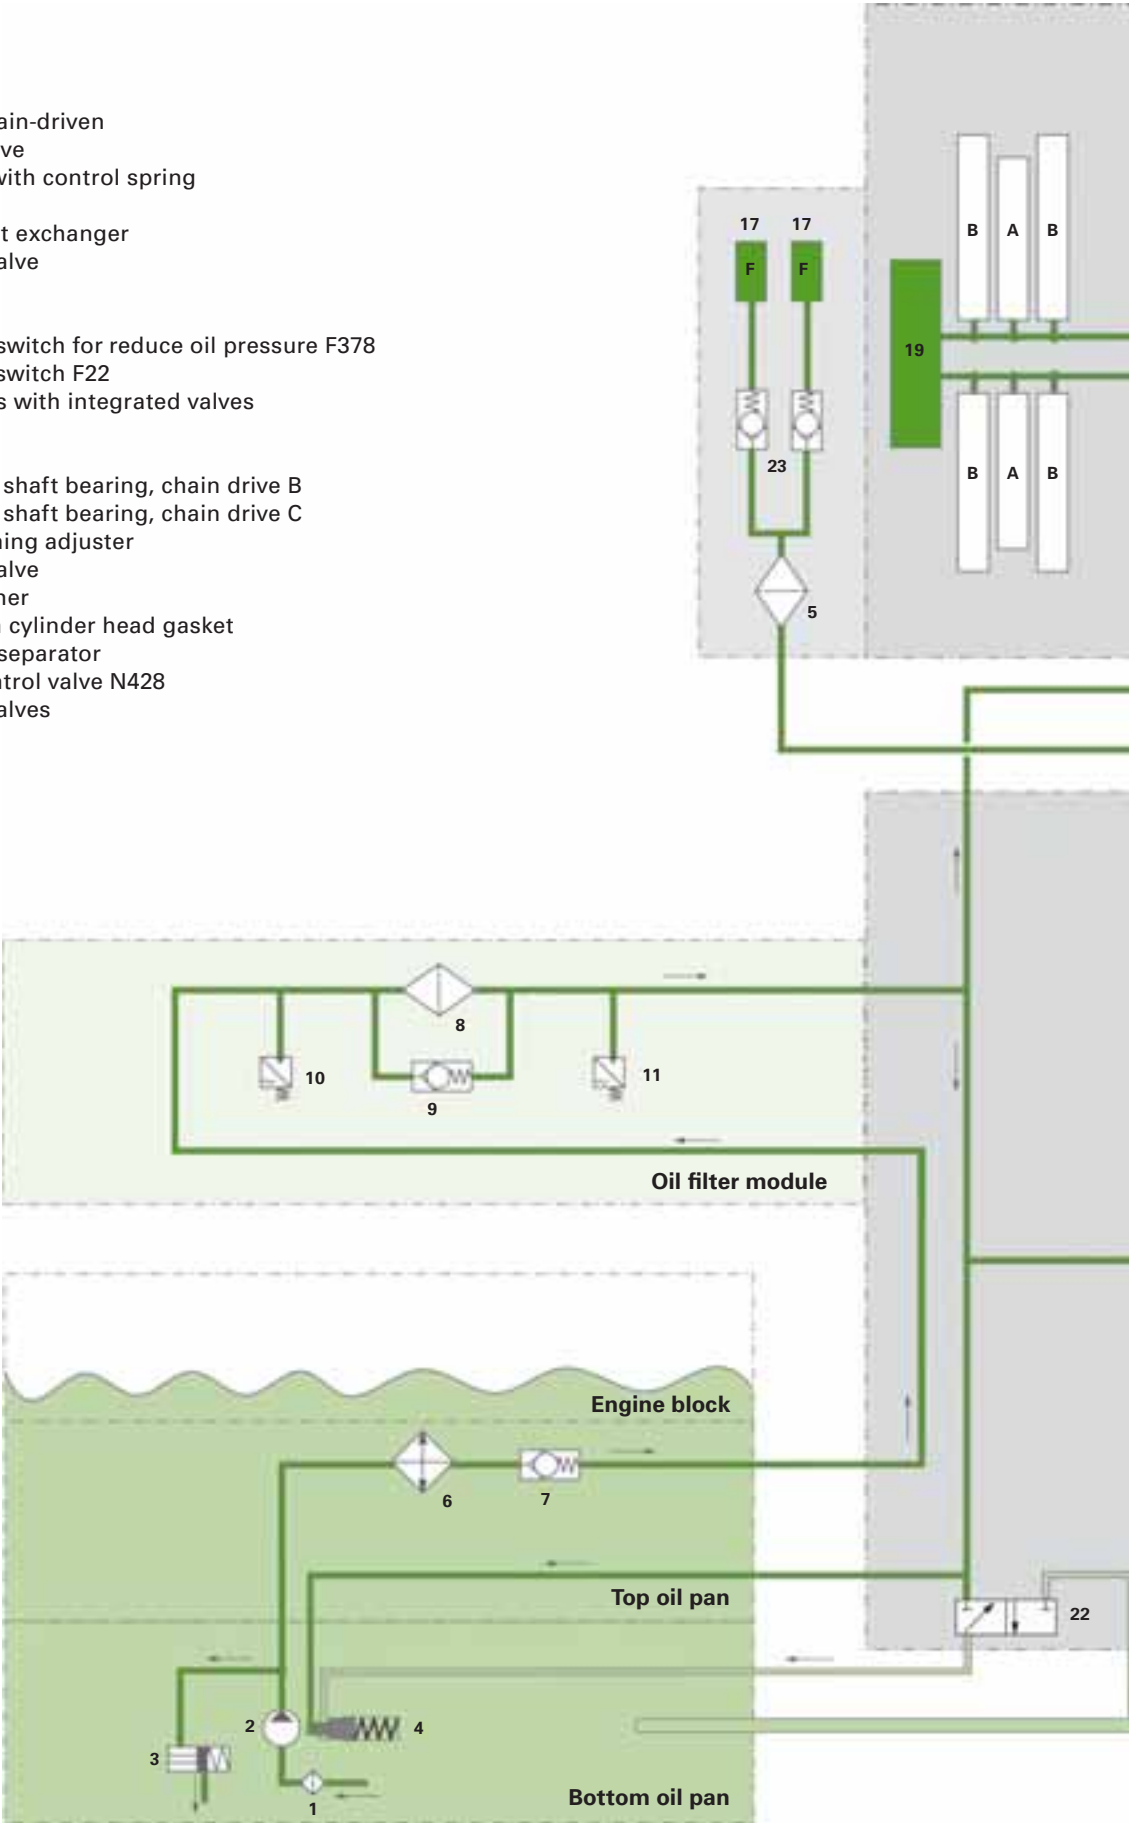 ain-driven
ve
with control spring
t exchanger
alve
switch for reduce oil pressure F378
switch F22
s with integrated valves
shaft bearing, chain drive B
shaft bearing, chain drive C
ning adjuster
alve
ner
n cylinder head gasket
separator
trol valve N428
alves
B A B
17 17
F F
19
23
B A B
5
8
10
11
9
Oil filter module
Engine block
6
7
Top oil pan
22
2
4
3
1
Bottom oil pan